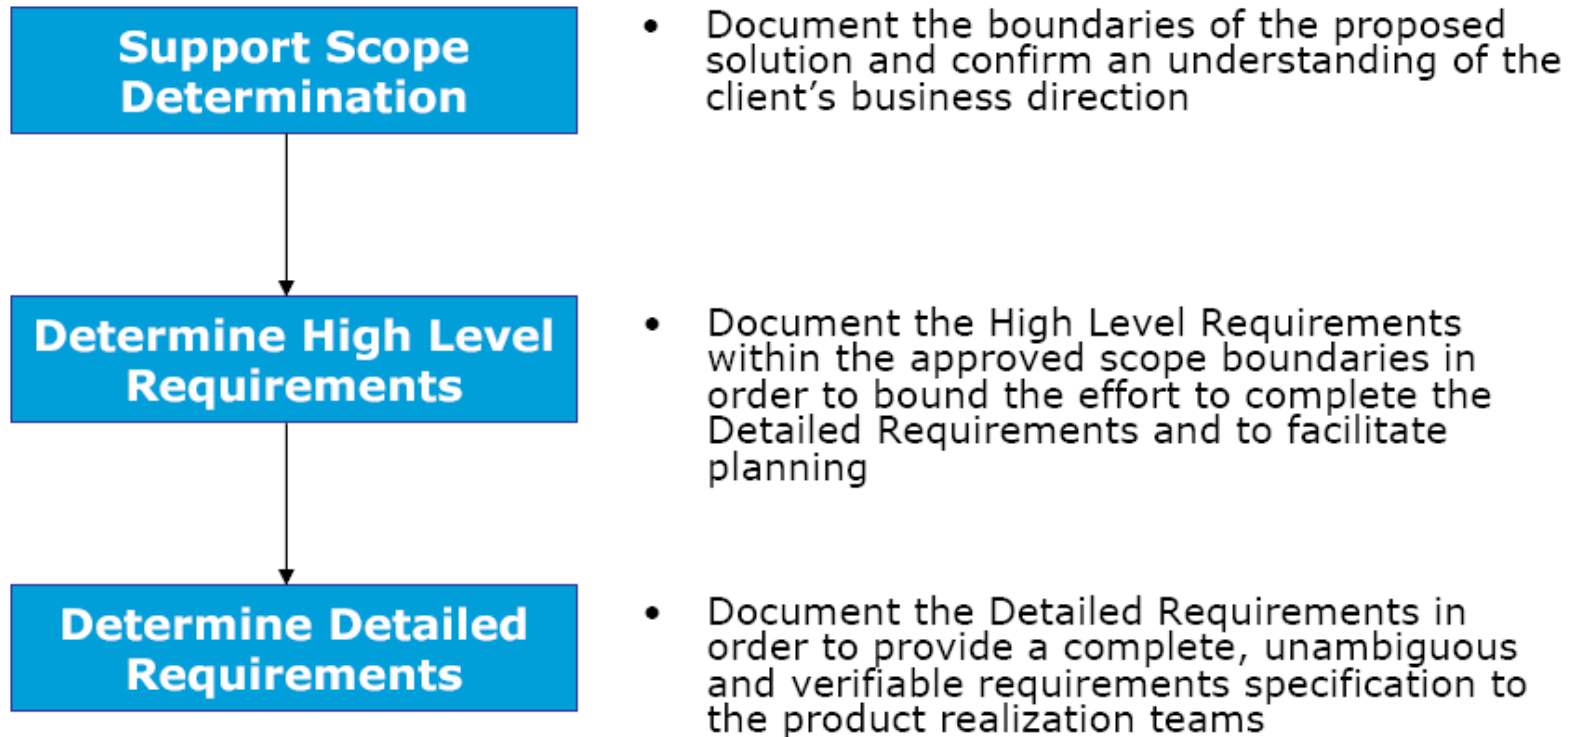 Support Scope
Determination
• Document the boundaries of the proposed
solution and confirm an understanding of the
client’s business direction
Determine High Level
Requirements
• Document the High Level Requirements
within the approved scope boundaries in
order to bound the effort to complete the
Detailed Requirements and to facilitate
planning
Determine Detailed
Requirements
• Document the Detailed Requirements in
order to provide a complete, unambiguous
and verifiable requirements specification to
the product realization teams